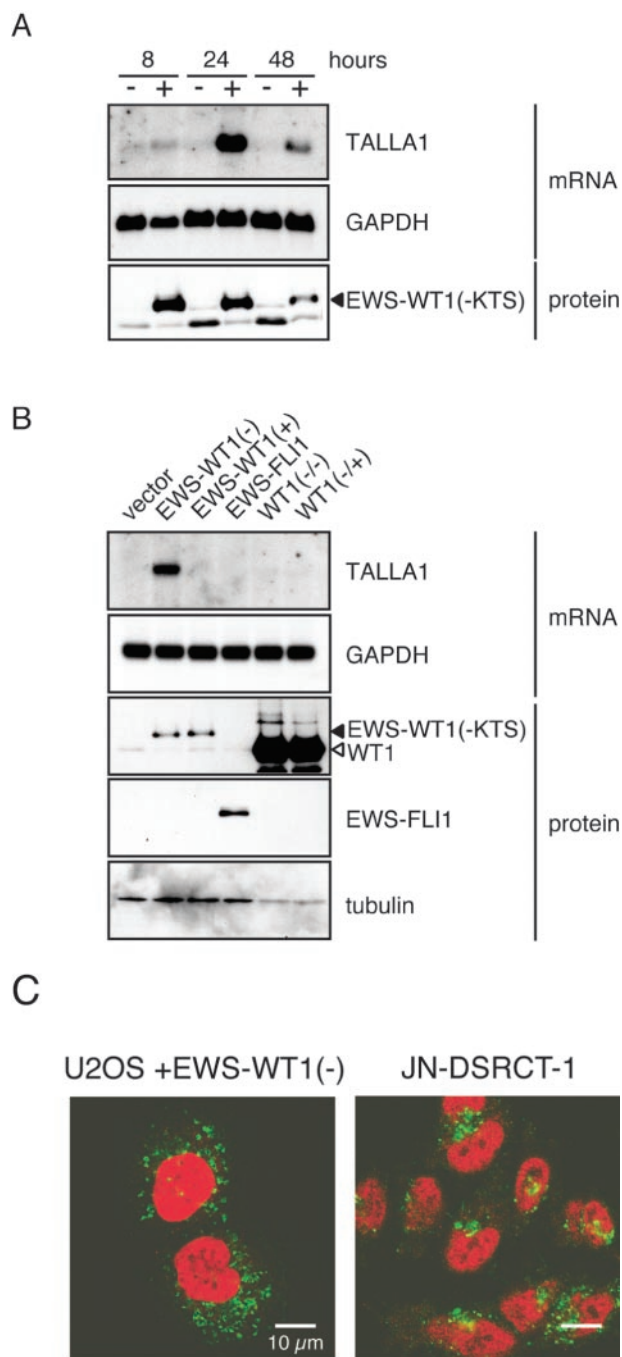 A
8 24 48 hours
- + - + - +
TALLA1
GAPDH
mRNA
◀EWS-WT1(-KTS)
protein
B
vector
EWS-WT1(-)
EWS-WT1(+)
EWS-FLI1
WT1(-/-)
WT1(-/+)
TALLA1
GAPDH
mRNA
◀EWS-WT1(-KTS)
◁WT1
EWS-FLI1
protein
tubulin
C
U2OS +EWS-WT1(-) JN-DSRCT-1
10 μm